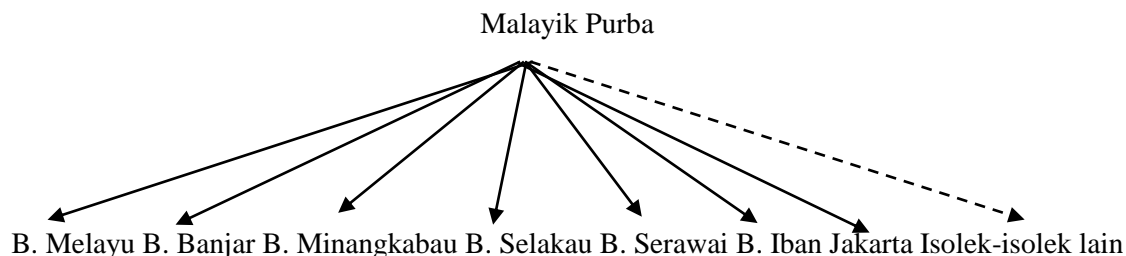 Malayik Purba
B. Melayu B. Banjar B. Minangkabau B. Selakau B. Serawai B. Iban Jakarta Isolek-isolek lain